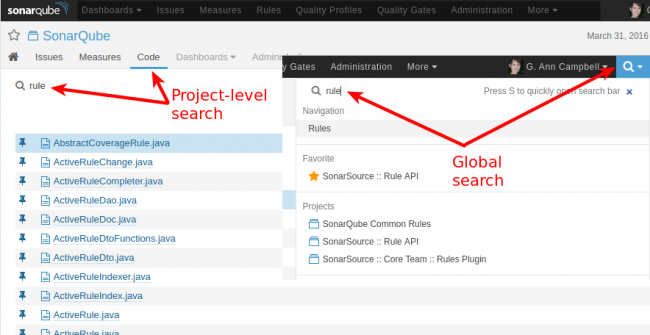 sonarqube Dashboards Issues Measures Rules Quality Profiles Quality Gates Administration More
SonarQube
March 31, 2016
Issues Measures Code Dashboards Administra
y Gates Administration More G. Ann Campbell
rule
Project-level
search
AbstractCoverageRule.java
ActiveRuleChange.java
ActiveRuleCompleter.java
ActiveRuleDao.java
ActiveRuleDoc.java
ActiveRuleDtoFunctions.java
ActiveRuleDto.java
ActiveRuleIndexer.java
ActiveRuleIndex.java
ActiveRule.java
ActiveRule.java
rule Press S to quickly open search bar
Navigation
Rules
Global
search
Favorite
SonarSource :: Rule API
Projects
SonarQube Common Rules
SonarSource :: Rule API
SonarSource :: Core Team :: Rules Plugin